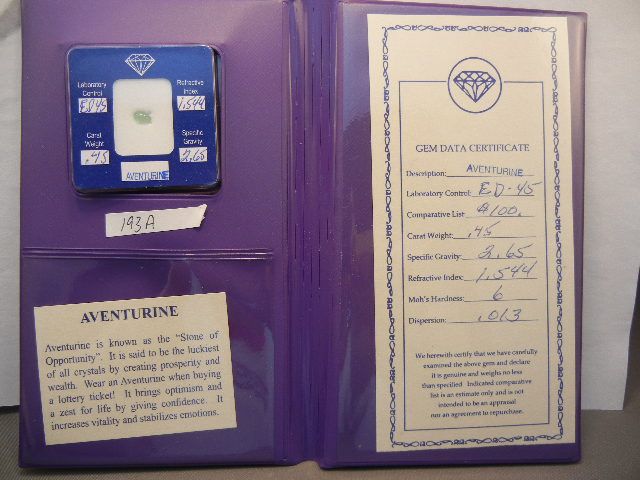 Laboratory Control ED45
Refractive Index 1.544
Carat Weight .45
Specific Gravity 2.65
AVENTURINE
193A
AVENTURINE
Aventurine is known as the “Stone of
Opportunity”. It is said to be the luckiest
of all crystals by creating prosperity and
wealth. Wear an Aventurine when buying
a lottery ticket! It brings optimism and
a zest for life by giving confidence. It
increases vitality and stabilizes emotions.
GEM DATA CERTIFICATE
Description: AVENTURINE
Laboratory Control: ED-45
Comparative List $100.
Carat Weight: .45
Specific Gravity: 2.65
Refractive Index: 1.544
Moh's Hardness: 6
Dispersion: .013
We herewith certify that we have carefully
examined the above gem and declare
it is genuine and weighs no less
than specified Indicated comparative
list is an estimate only and is not
intended to be an appraisal
nor an agreement to repurchase.